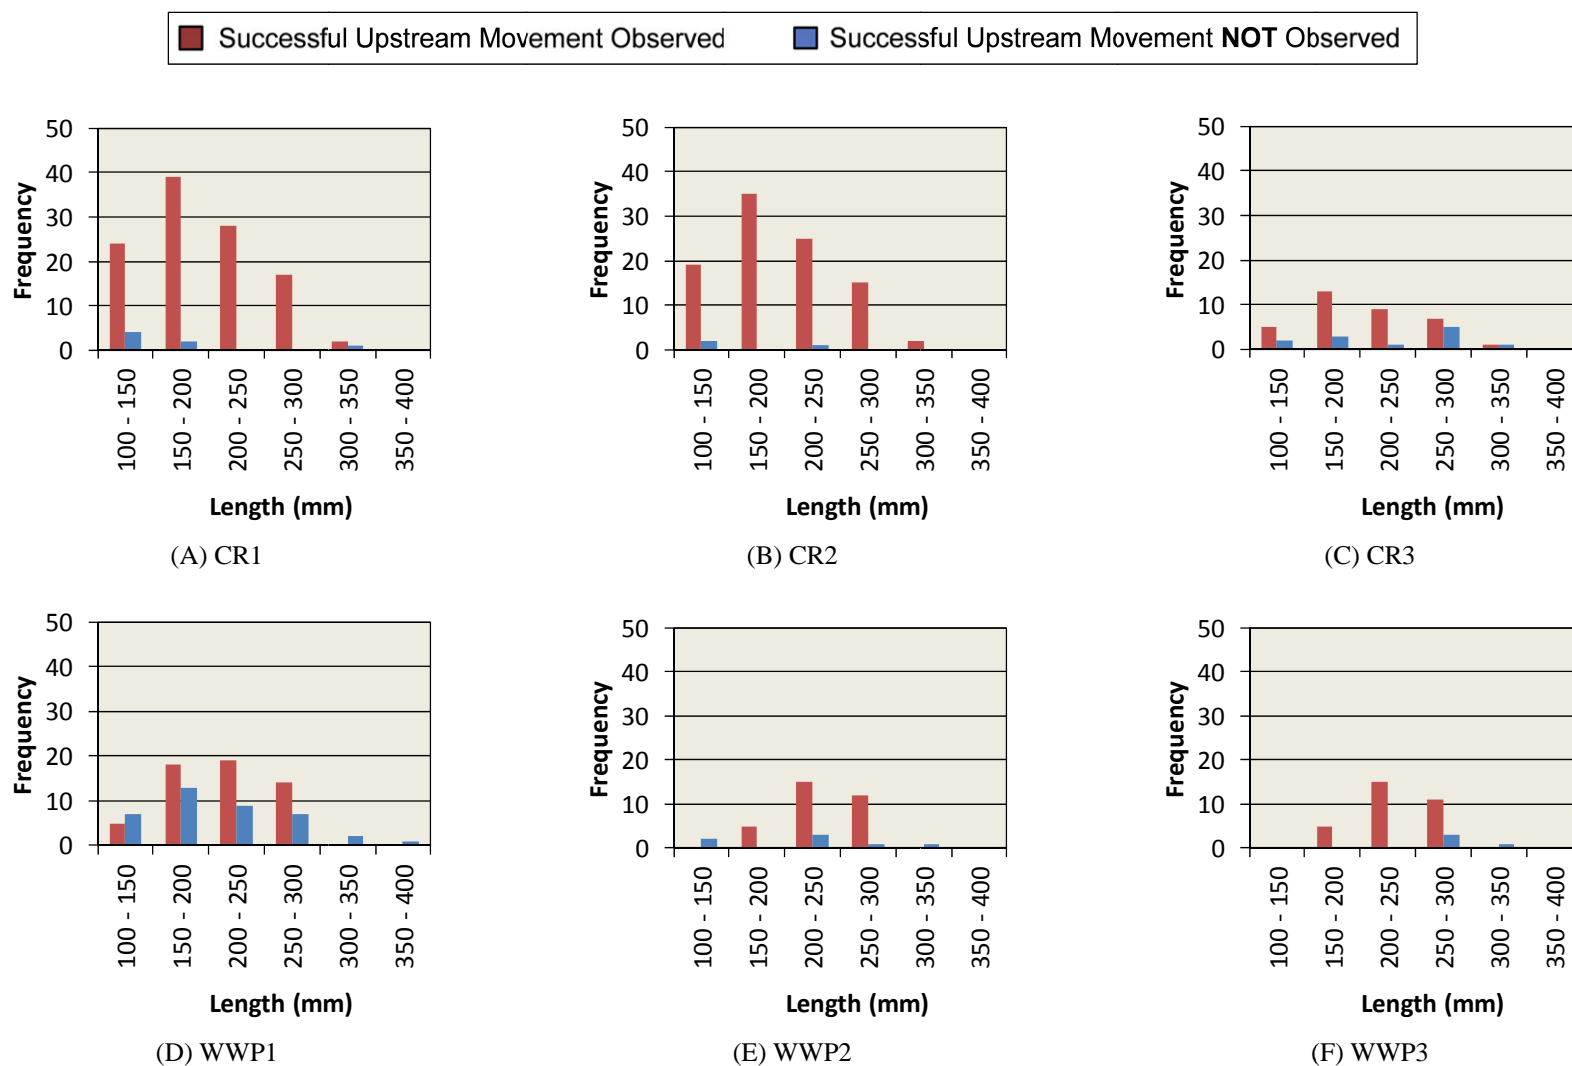 Successful Upstream Movement Observed
Successful Upstream Movement NOT Observed
50
40
30
20
10
0
Frequency
100 - 150
150 - 200
200 - 250
250 - 300
300 - 350
350 - 400
Length (mm)
(A) CR1
50
40
30
20
10
0
Frequency
100 - 150
150 - 200
200 - 250
250 - 300
300 - 350
350 - 400
Length (mm)
(B) CR2
50
40
30
20
10
0
Frequency
100 - 150
150 - 200
200 - 250
250 - 300
300 - 350
350 - 400
Length (mm)
(C) CR3
50
40
30
20
10
0
Frequency
100 - 150
150 - 200
200 - 250
250 - 300
300 - 350
350 - 400
Length (mm)
(D) WWP1
50
40
30
20
10
0
Frequency
100 - 150
150 - 200
200 - 250
250 - 300
300 - 350
350 - 400
Length (mm)
(E) WWP2
50
40
30
20
10
0
Frequency
100 - 150
150 - 200
200 - 250
250 - 300
300 - 350
350 - 400
Length (mm)
(F) WWP3